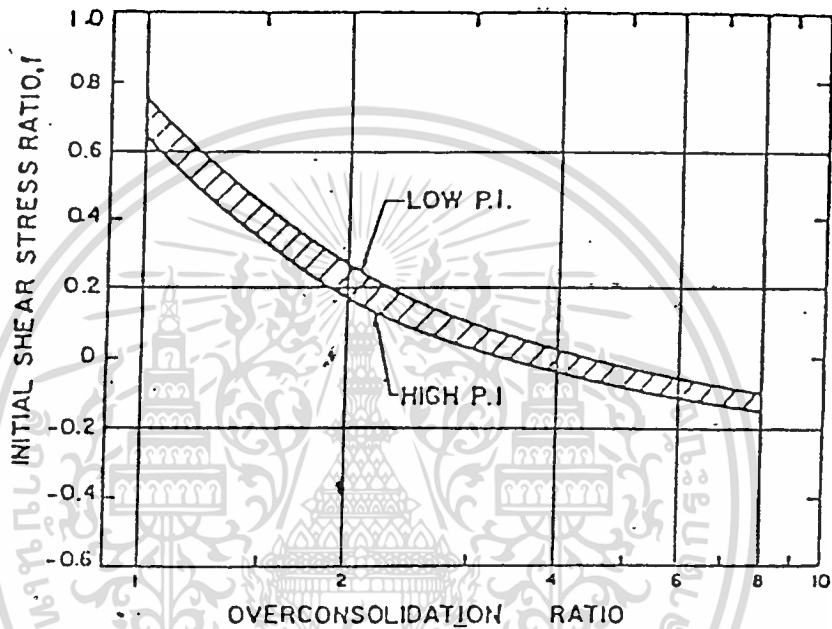 1.0
0.8
0.6
0.4
0.2
0
-0.2
-0.4
-0.6
INITIAL SHEAR STRESS RATIO, f
LOW P.I.
HIGH P.I
1 2 4 6 8 10
OVERCONSOLIDATION RATIO